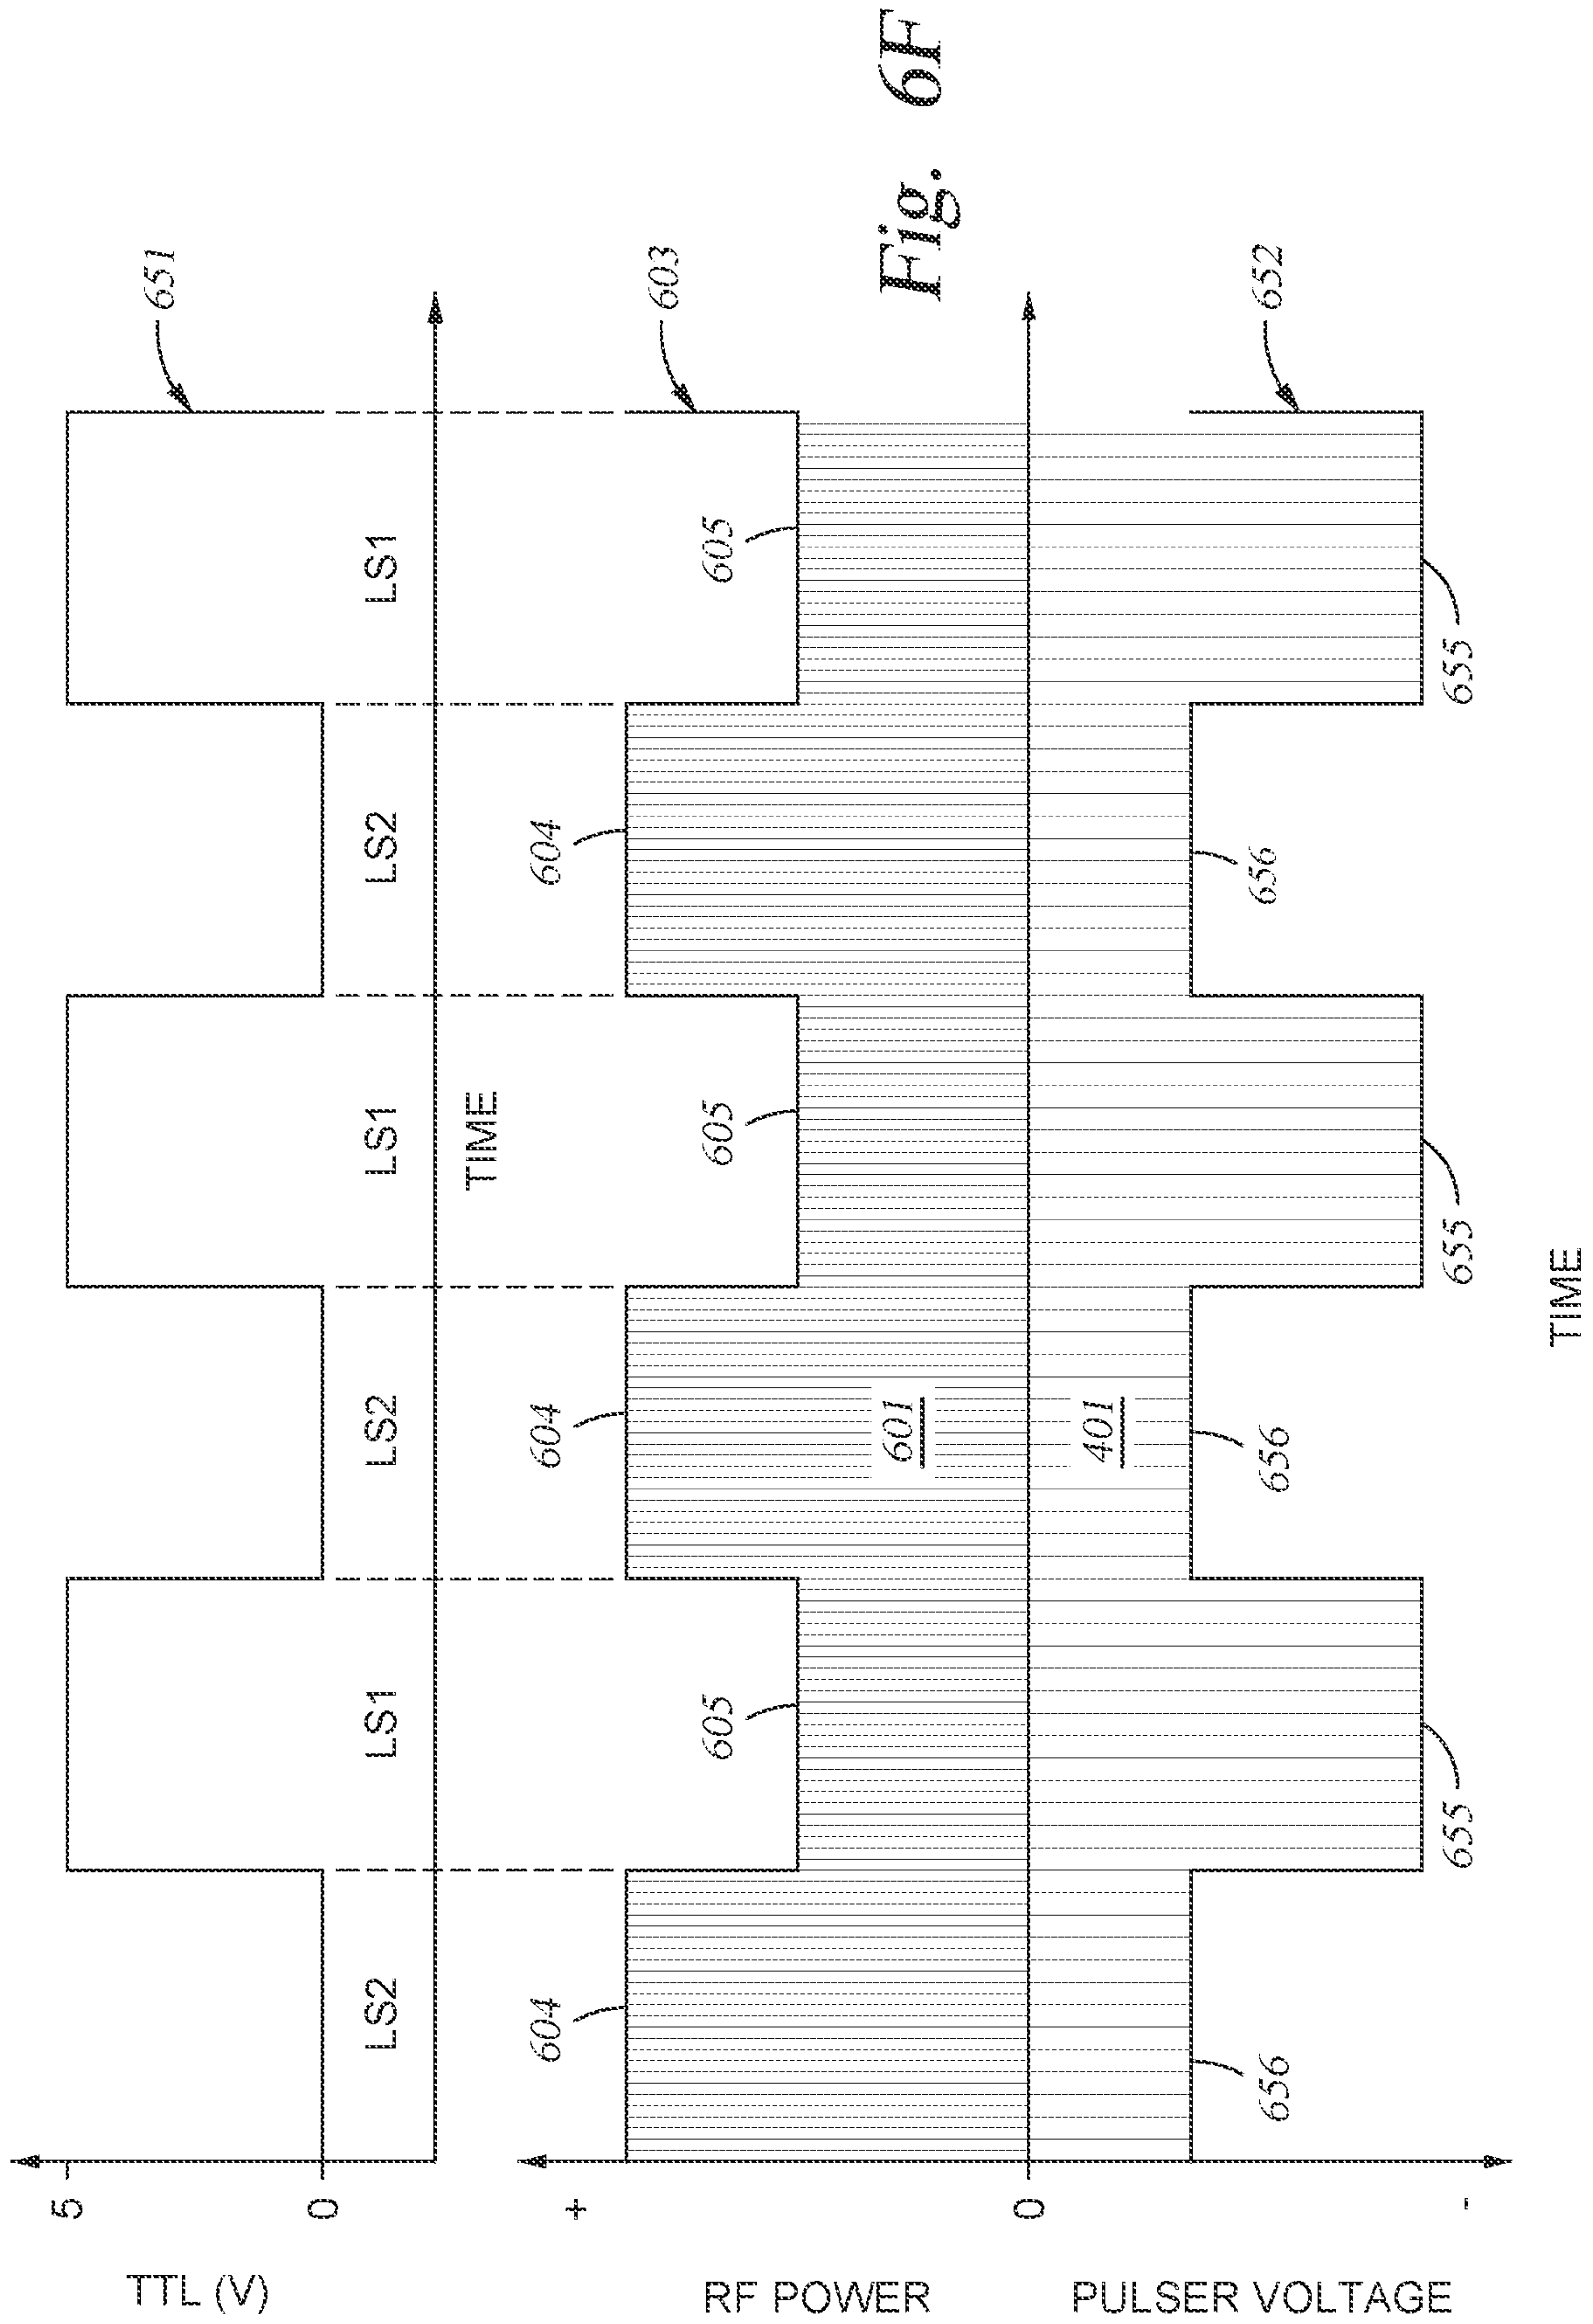 TTL (V)
5
0
651
LS2
LS1
LS2
LS1
LS2
LS1
TIME
RF POWER
+
603
604
605
604
605
604
605
601
0
401
PULSER VOLTAGE
-
652
656
655
656
655
656
655
TIME
Fig. 6F